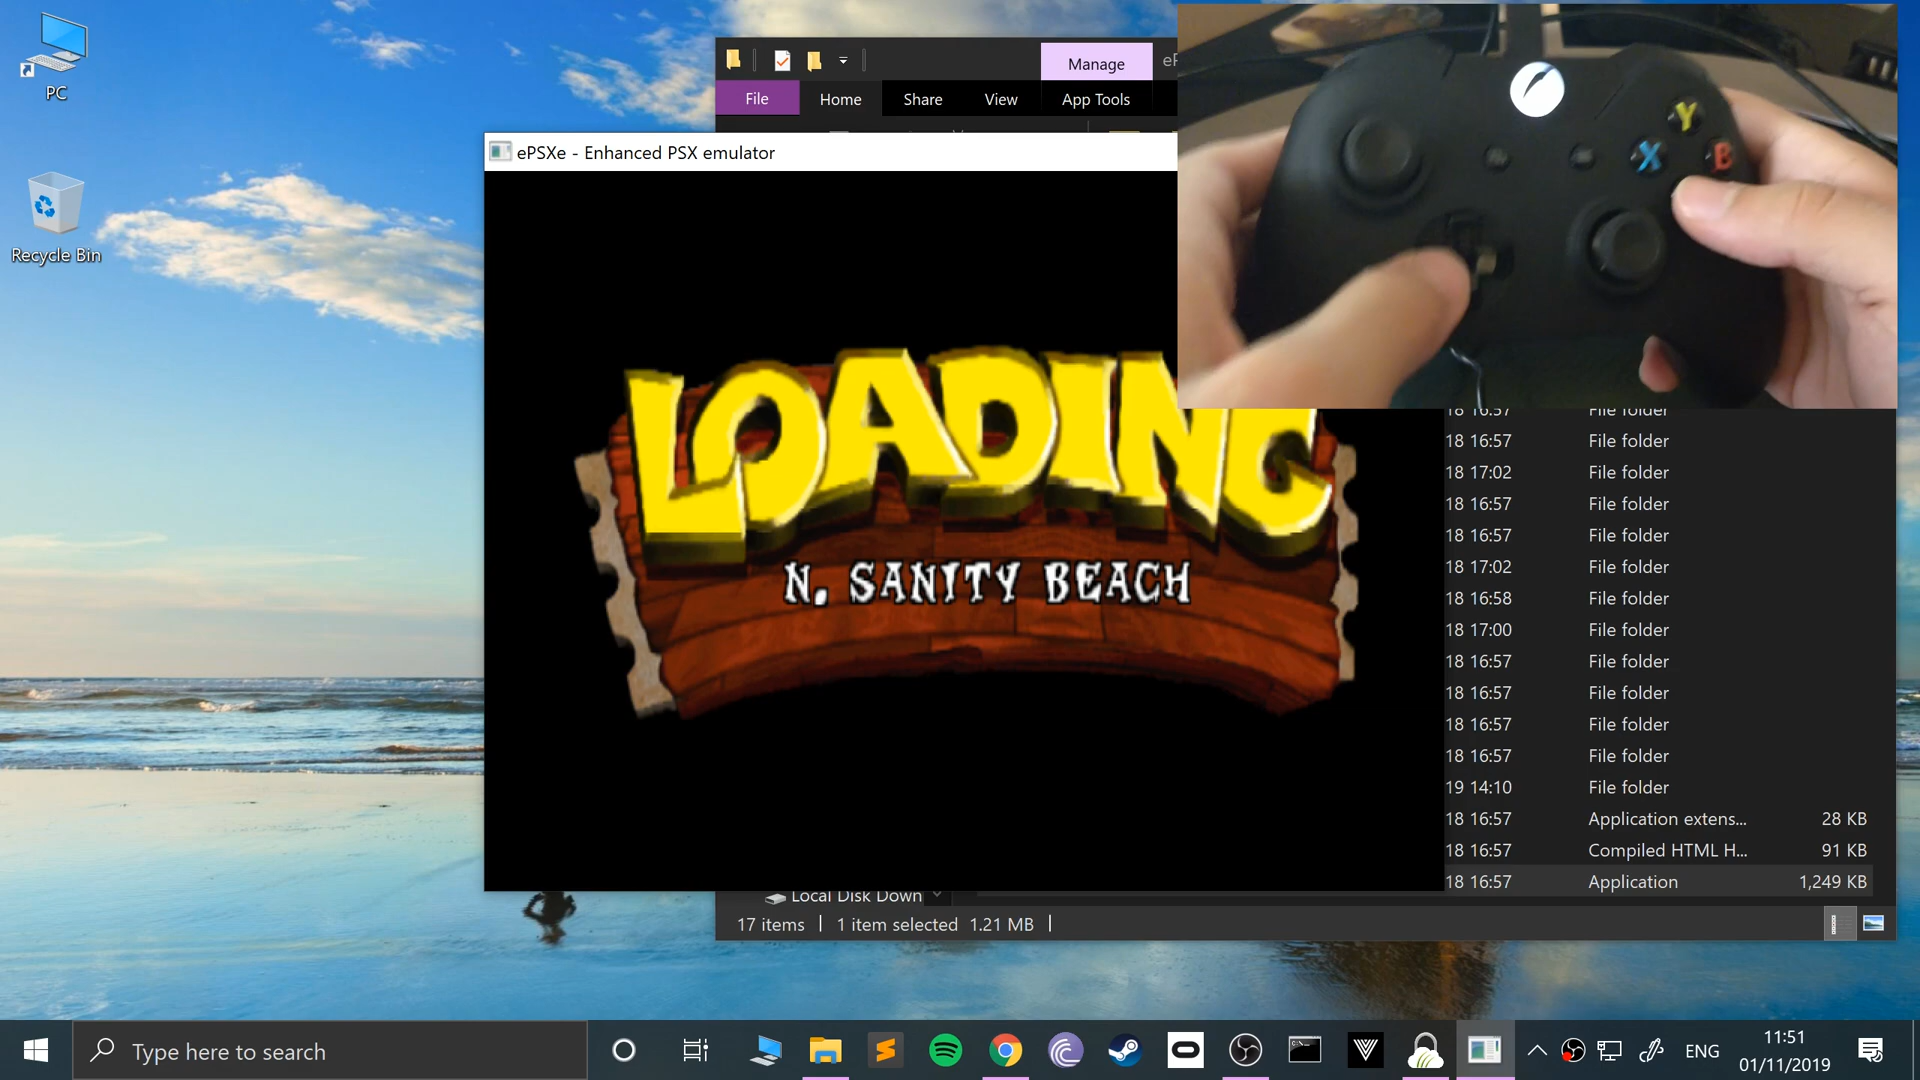 PC
Recycle Bin
Manage
eP
File
Home
Share
View
App Tools
ePSXe - Enhanced PSX emulator
Y
X
B
LOADING
N. SANITY BEACH
18 16:57 File folder
18 16:57 File folder
18 17:02 File folder
18 16:57 File folder
18 16:57 File folder
18 17:02 File folder
18 16:58 File folder
18 17:00 File folder
18 16:57 File folder
18 16:57 File folder
18 16:57 File folder
18 16:57 File folder
19 14:10 File folder
18 16:57 Application extens... 28 KB
18 16:57 Compiled HTML H... 91 KB
18 16:57 Application 1,249 KB
Local Disk Down
17 items
1 item selected 1.21 MB
Type here to search
ENG
11:51
01/11/2019